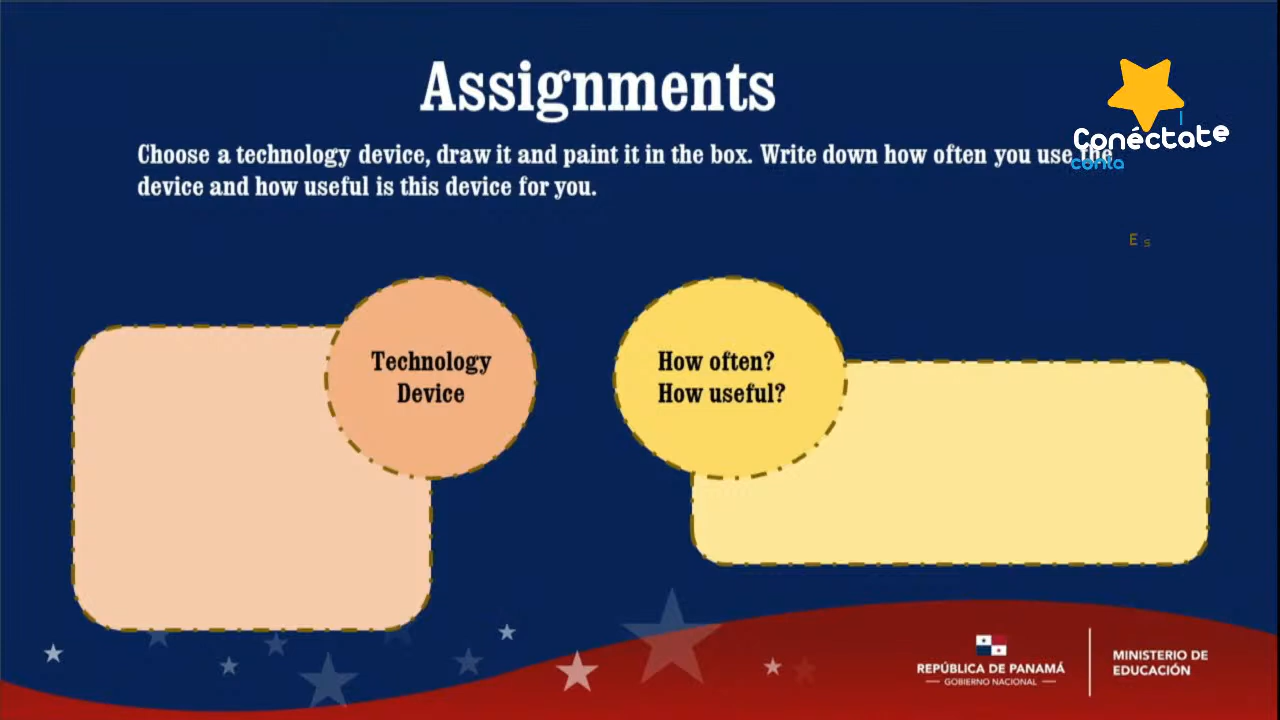 Assignments
Choose a technology device, draw it and paint it in the box. Write down how often you use the
device and how useful is this device for you.
Conéctate
conta
E s
Technology
Device
How often?
How useful?
REPÚBLICA DE PANAMÁ
GOBIERNO NACIONAL
MINISTERIO DE
EDUCACIÓN